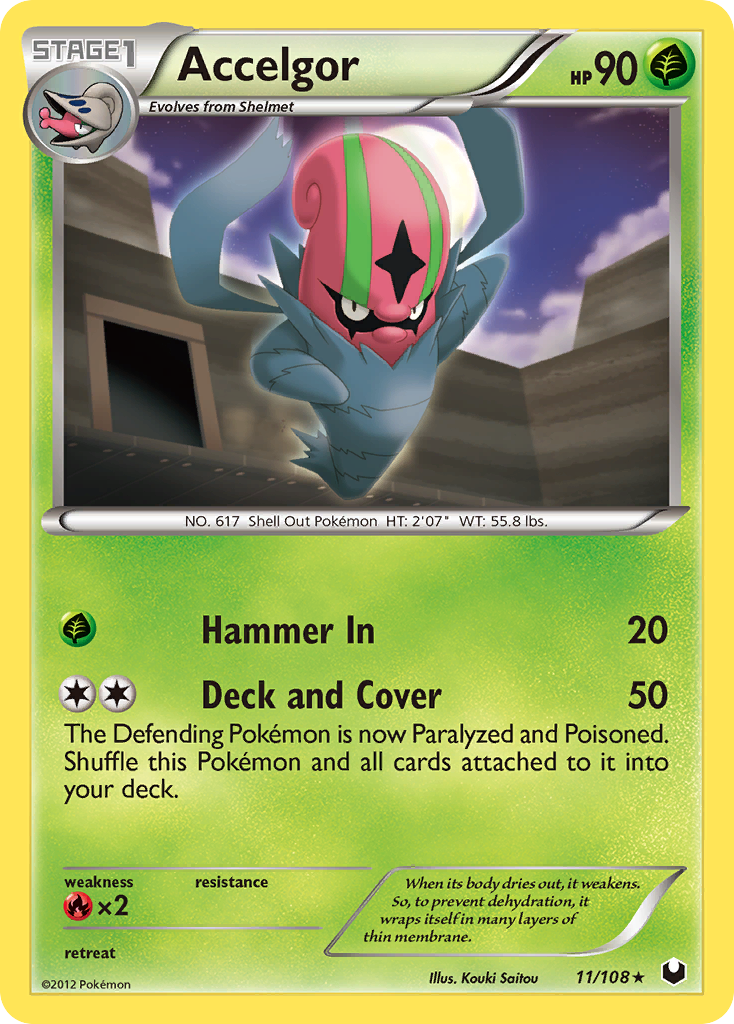 STAGE1
Accelgor
HP 90
Evolves from Shelmet
NO. 617 Shell Out Pokémon HT: 2'07" WT: 55.8 lbs.
Hammer In 20
Deck and Cover 50
The Defending Pokémon is now Paralyzed and Poisoned.
Shuffle this Pokémon and all cards attached to it into
your deck.
weakness resistance
×2
retreat
When its body dries out, it weakens.
So, to prevent dehydration, it
wraps itself in many layers of
thin membrane.
©2012 Pokémon
Illus. Kouki Saitou
11/108★